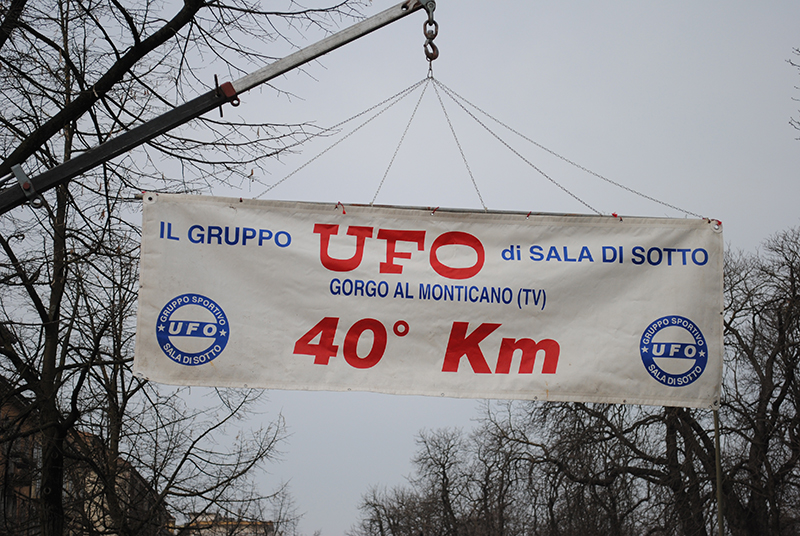 IL GRUPPO UFO di SALA DI SOTTO
GORGO AL MONTICANO (TV)
40° Km
GRUPPO SPORTIVO
UFO
SALA DI SOTTO
GRUPPO SPORTIVO
UFO
SALA DI SOTTO